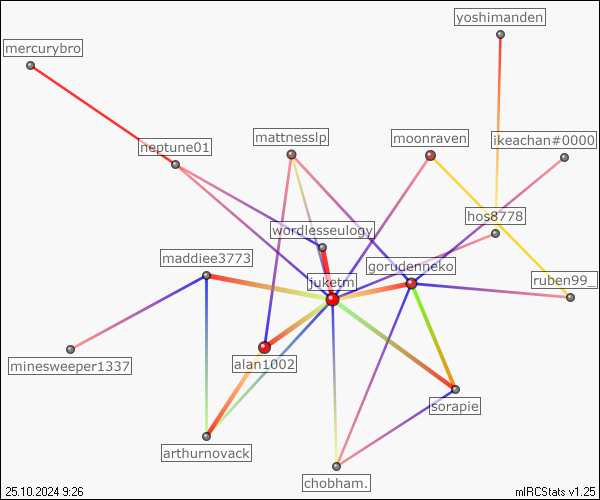 yoshimanden
mercurybro
mattnesslp
moonraven
ikeachan#0000
neptune01
hos8778
wordlesseulogy
maddiee3773
gorudenneko
juketm
ruben99_
minesweeper1337
alan1002
sorapie
arthurnovack
chobham.
25.10.2024 9:26
mIRCStats v1.25